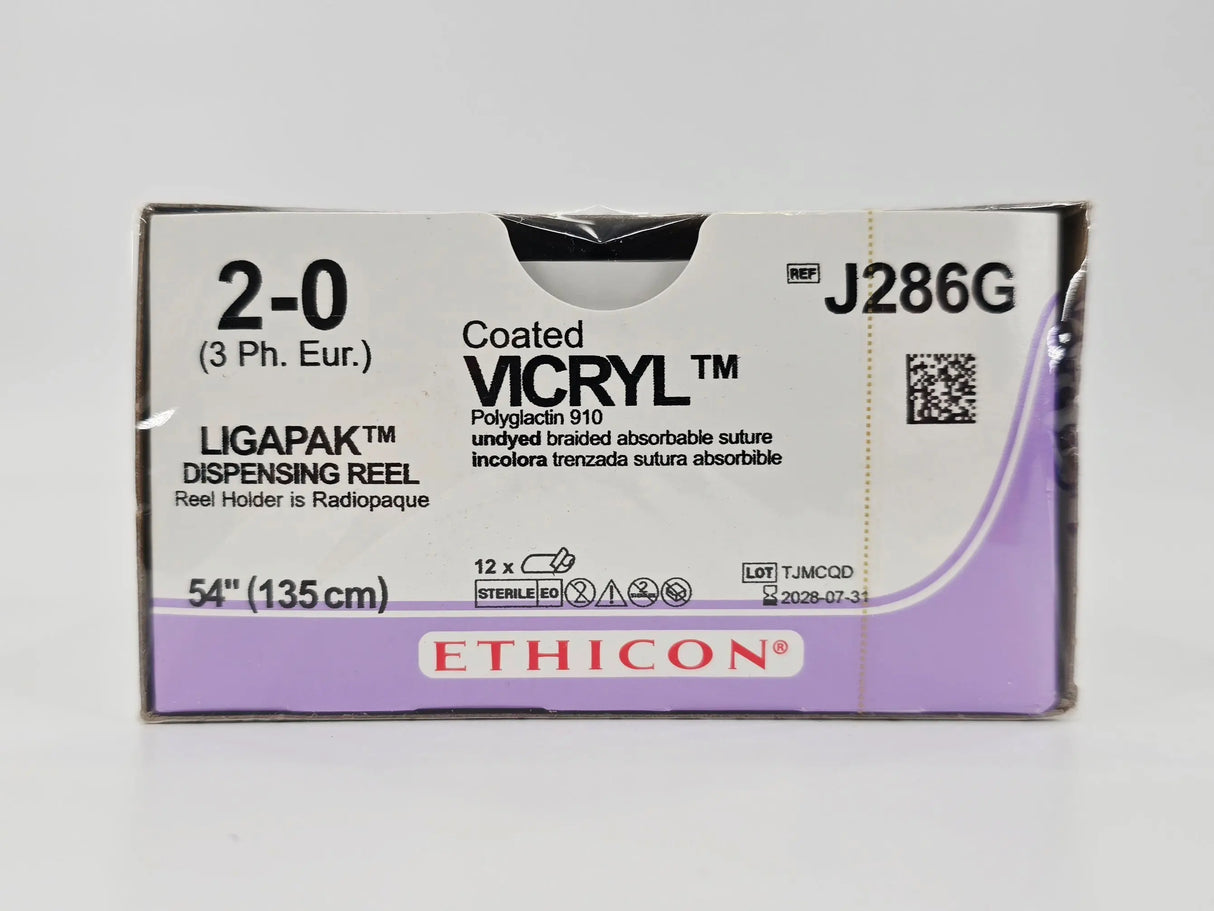 2-0
(3 Ph. Eur.)
LIGAPAK™
DISPENSING REEL
Reel Holder is Radiopaque
54" (135 cm)
Coated
VICRYL™
Polyglactin 910
undyed braided absorbable suture
incolora trenzada sutura absorbible
12 x
STERILE EO
REF J286G
LOT TJMCQD
2028-07-31
ETHICON®